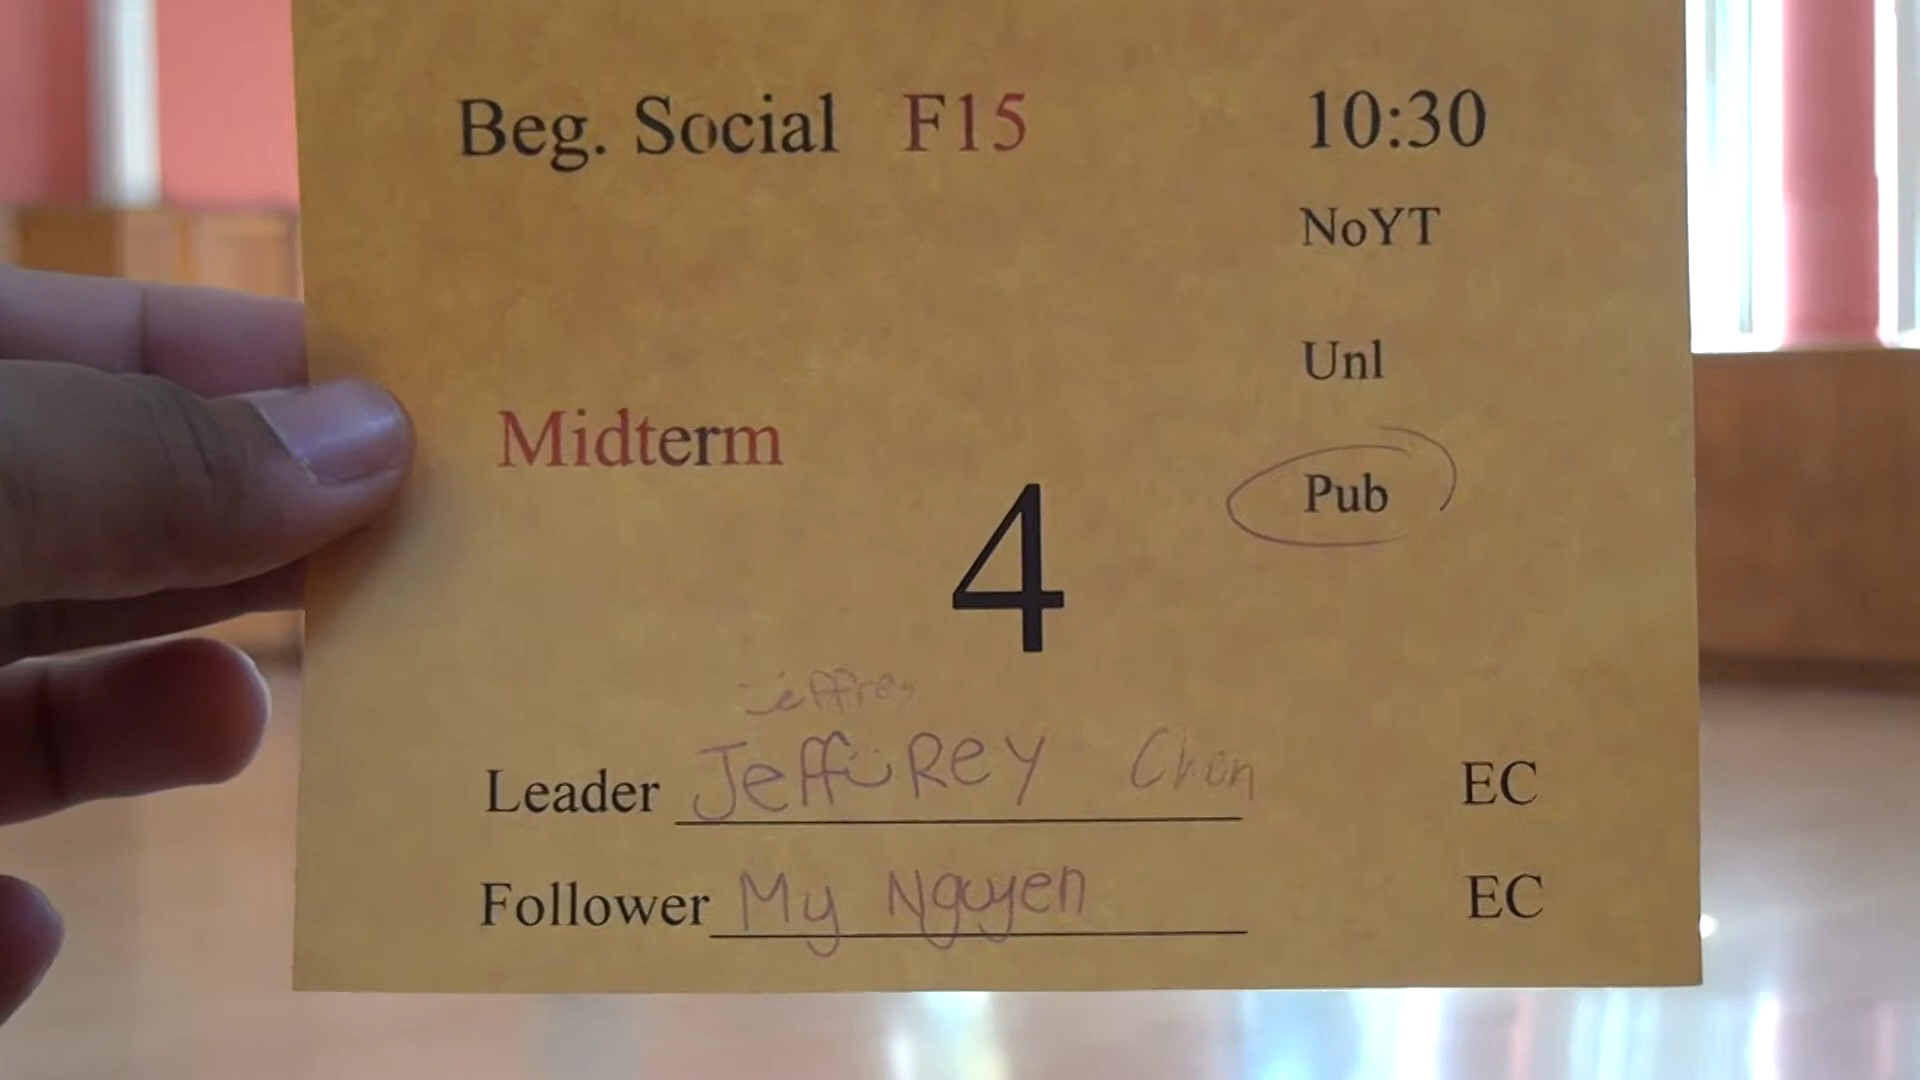 Beg. Social F15 10:30
NoYT
Unl
Midterm
Pub
4
Jeffrey
Leader JeffuRey Chen EC
Follower My Nguyen EC